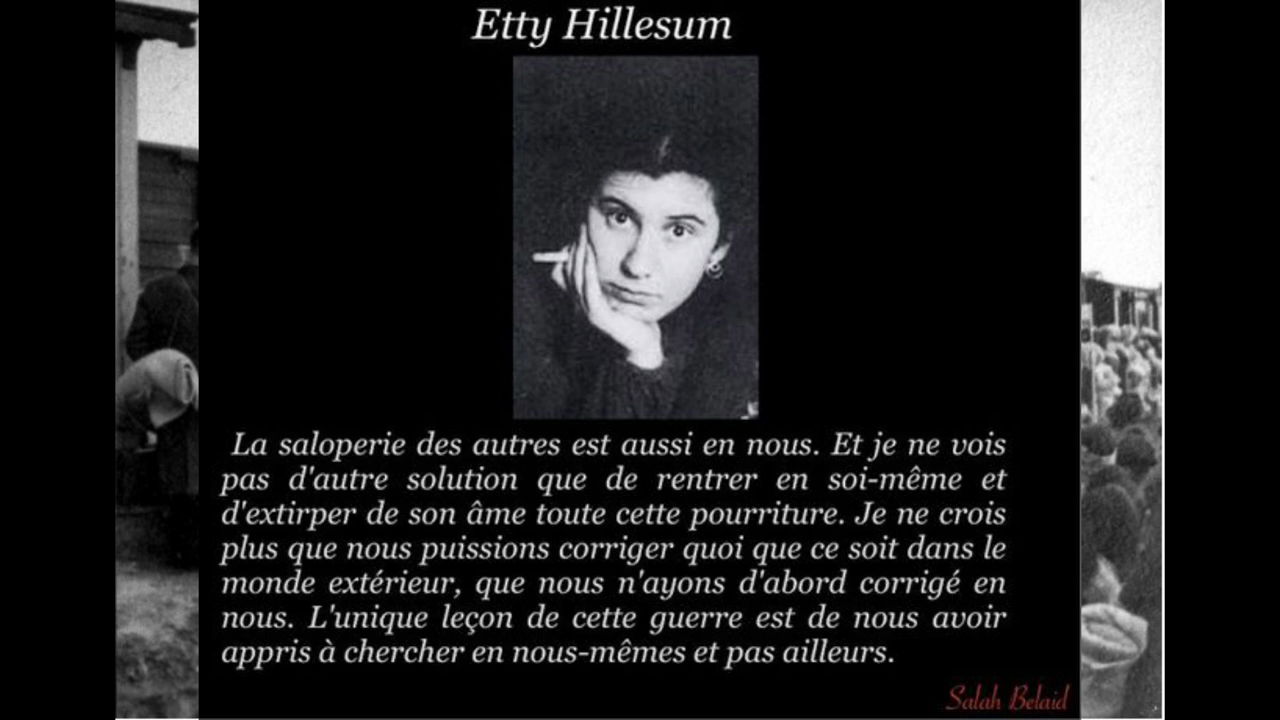 Etty Hillesum
La saloperie des autres est aussi en nous. Et je ne vois
pas d'autre solution que de rentrer en soi-même et
d'extirper de son âme toute cette pourriture. Je ne crois
plus que nous puissions corriger quoi que ce soit dans le
monde extérieur, que nous n'ayons d'abord corrigé en
nous. L'unique leçon de cette guerre est de nous avoir
appris à chercher en nous-mêmes et pas ailleurs.
Salah Belaid